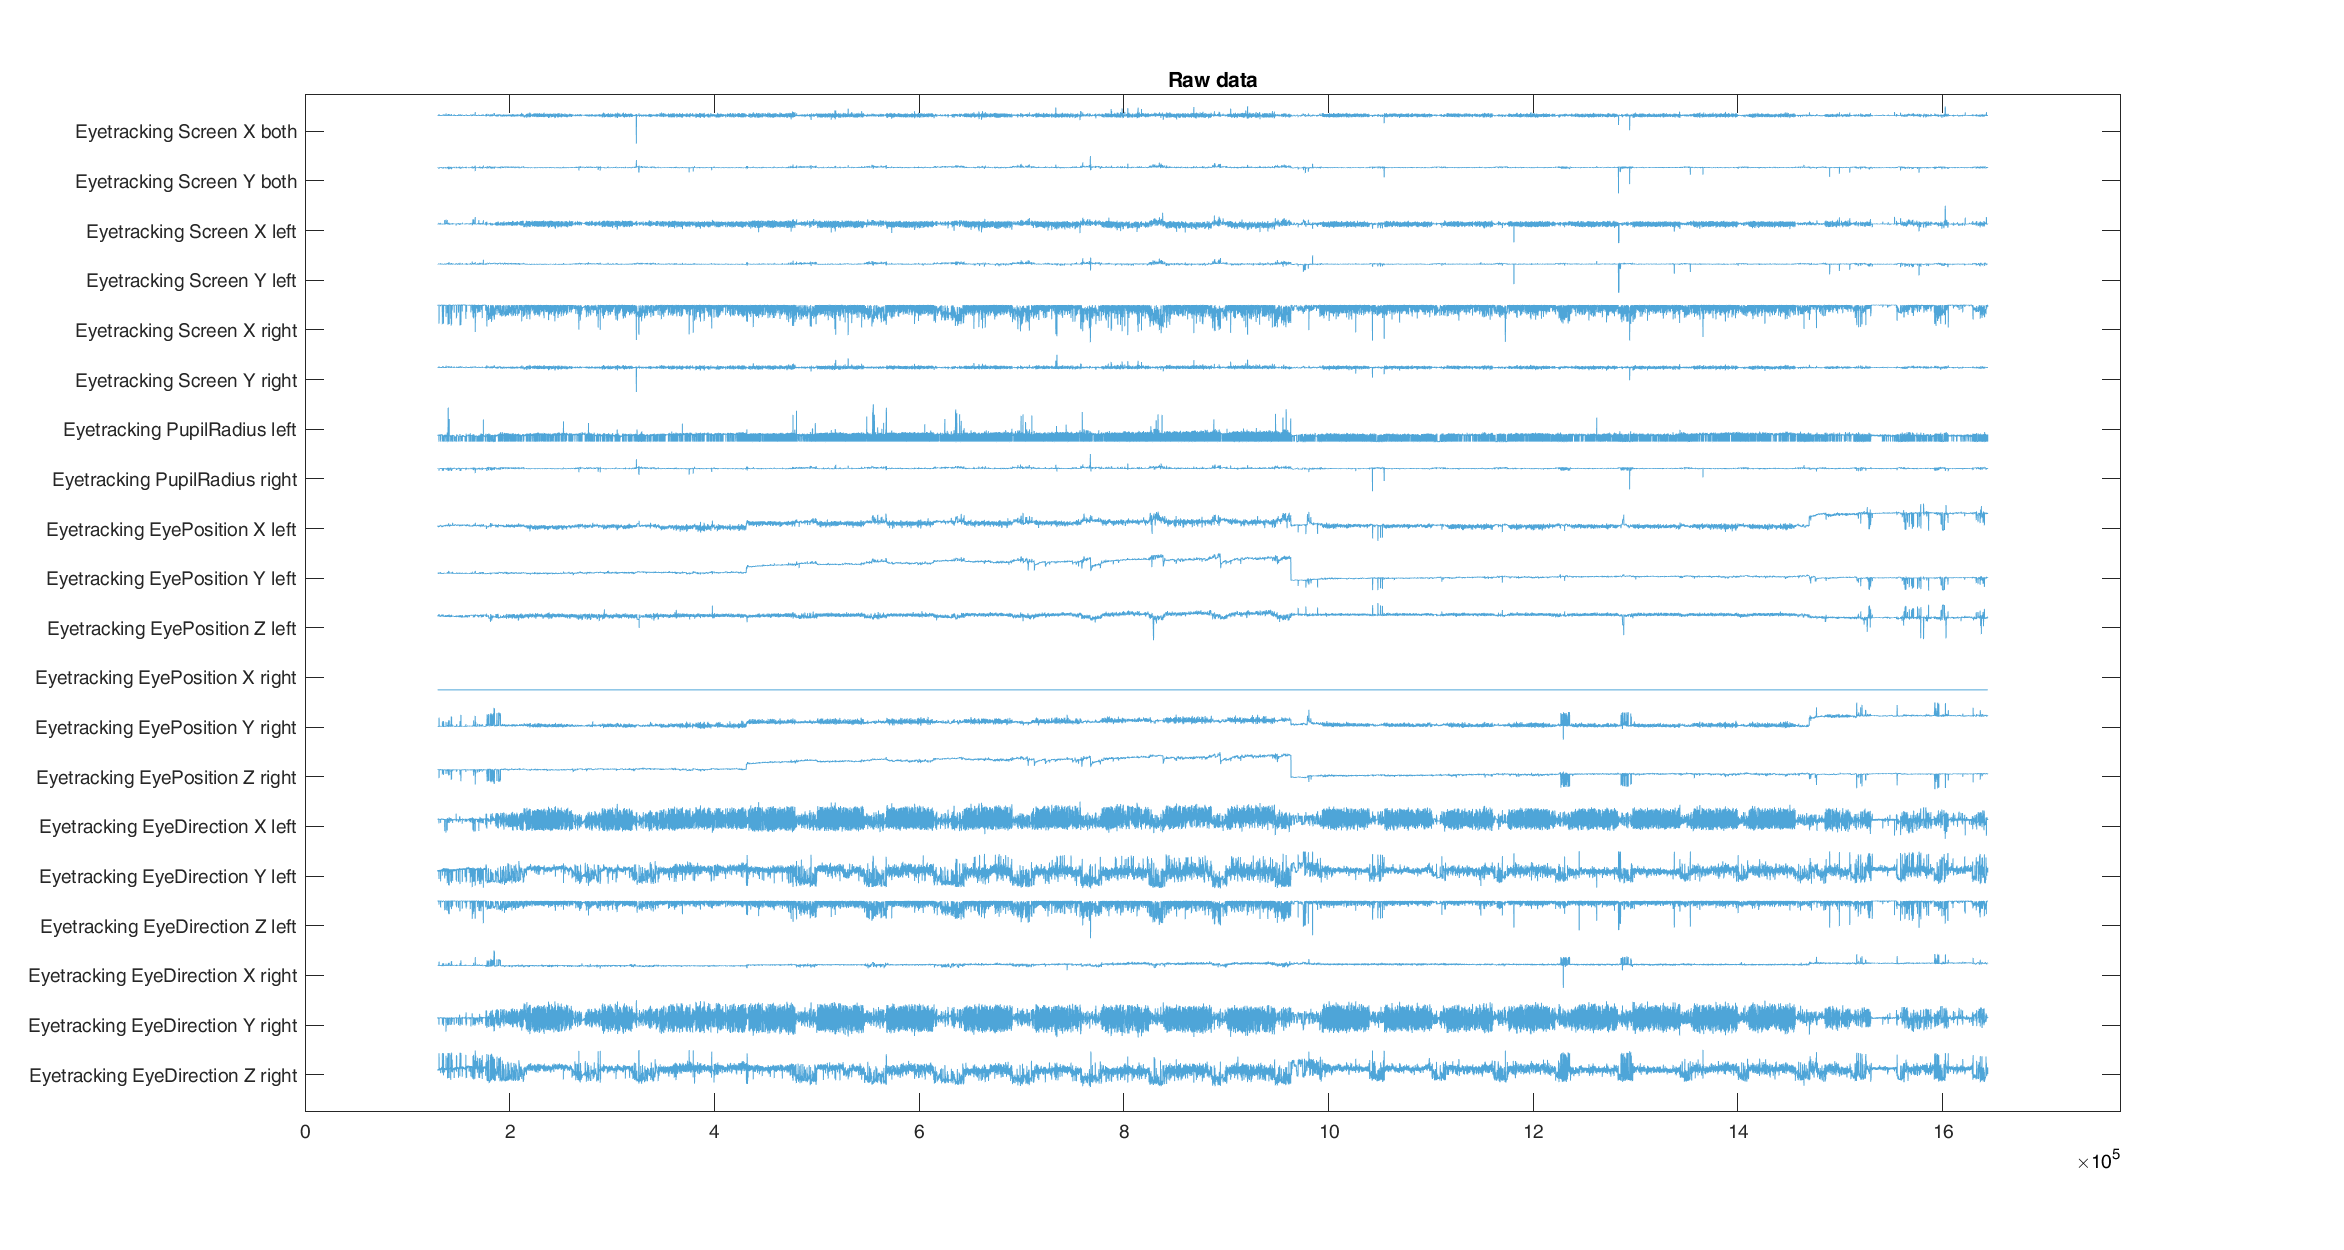 Raw data
Eyetracking Screen X both
Eyetracking Screen Y both
Eyetracking Screen X left
Eyetracking Screen Y left
Eyetracking Screen X right
Eyetracking Screen Y right
Eyetracking PupilRadius left
Eyetracking PupilRadius right
Eyetracking EyePosition X left
Eyetracking EyePosition Y left
Eyetracking EyePosition Z left
Eyetracking EyePosition X right
Eyetracking EyePosition Y right
Eyetracking EyePosition Z right
Eyetracking EyeDirection X left
Eyetracking EyeDirection Y left
Eyetracking EyeDirection Z left
Eyetracking EyeDirection X right
Eyetracking EyeDirection Y right
Eyetracking EyeDirection Z right
0 2 4 6 8 10 12 14 16
×10⁵